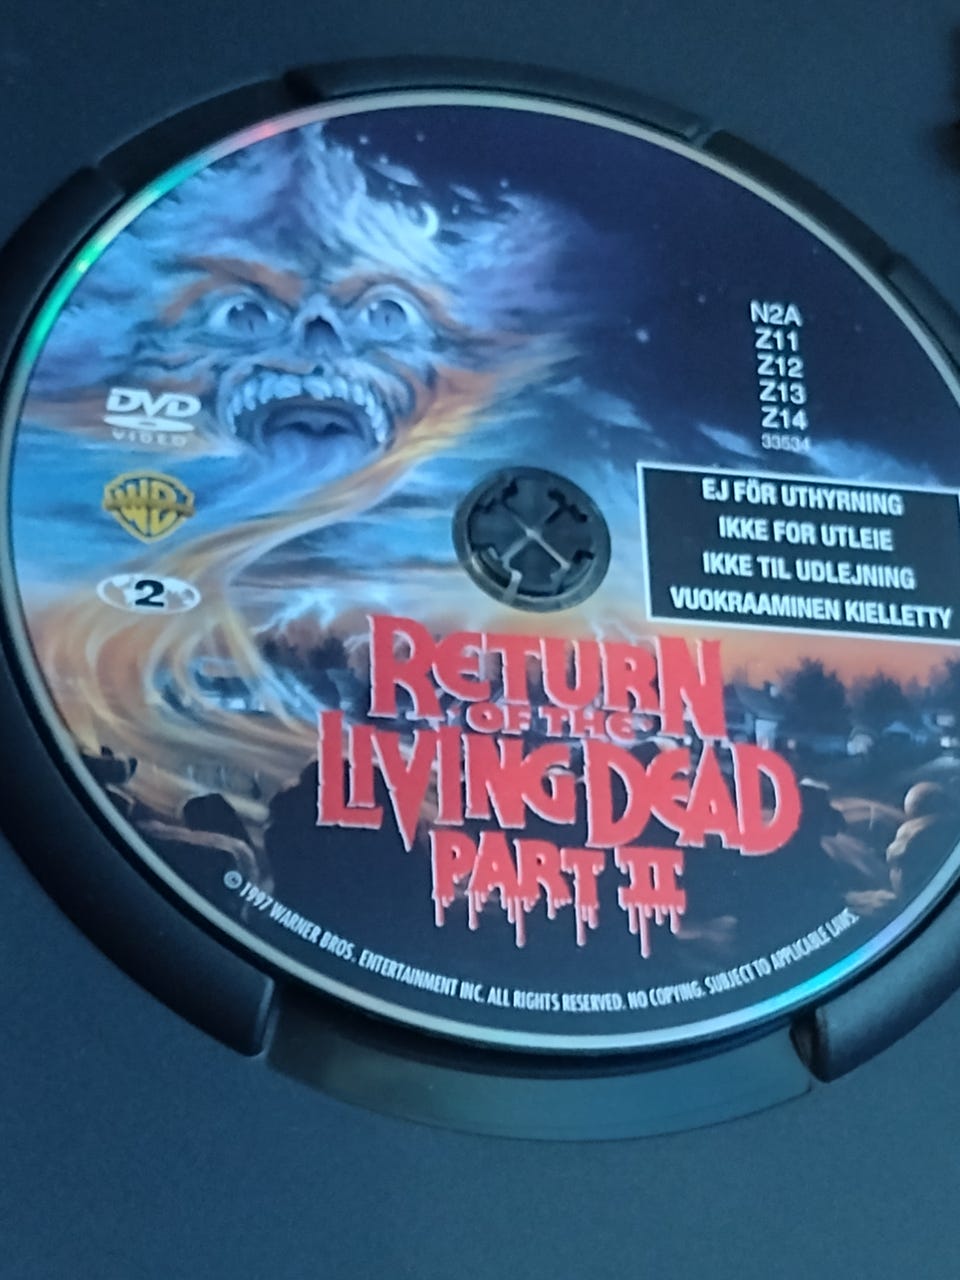 N2A
Z11
Z12
Z13
Z14
33534
DVD
VIDEO
WB
2
EJ FÖR UTHYRNING
IKKE FOR UTLEIE
IKKE TIL UDLEJNING
VUOKRAAMINEN KIELLETTY
RETURN
OF THE
LIVING DEAD
PART II
© 1997 WARNER BROS. ENTERTAINMENT INC. ALL RIGHTS RESERVED. NO COPYING. SUBJECT TO APPLICABLE LAWS.